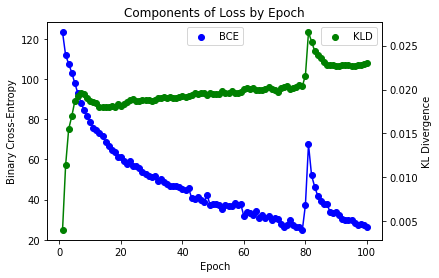 Components of Loss by Epoch
BCE
KLD
Binary Cross-Entropy
120
100
80
60
40
20
0.025
0.020
0.015
0.010
0.005
KL Divergence
0 20 40 60 80 100
Epoch